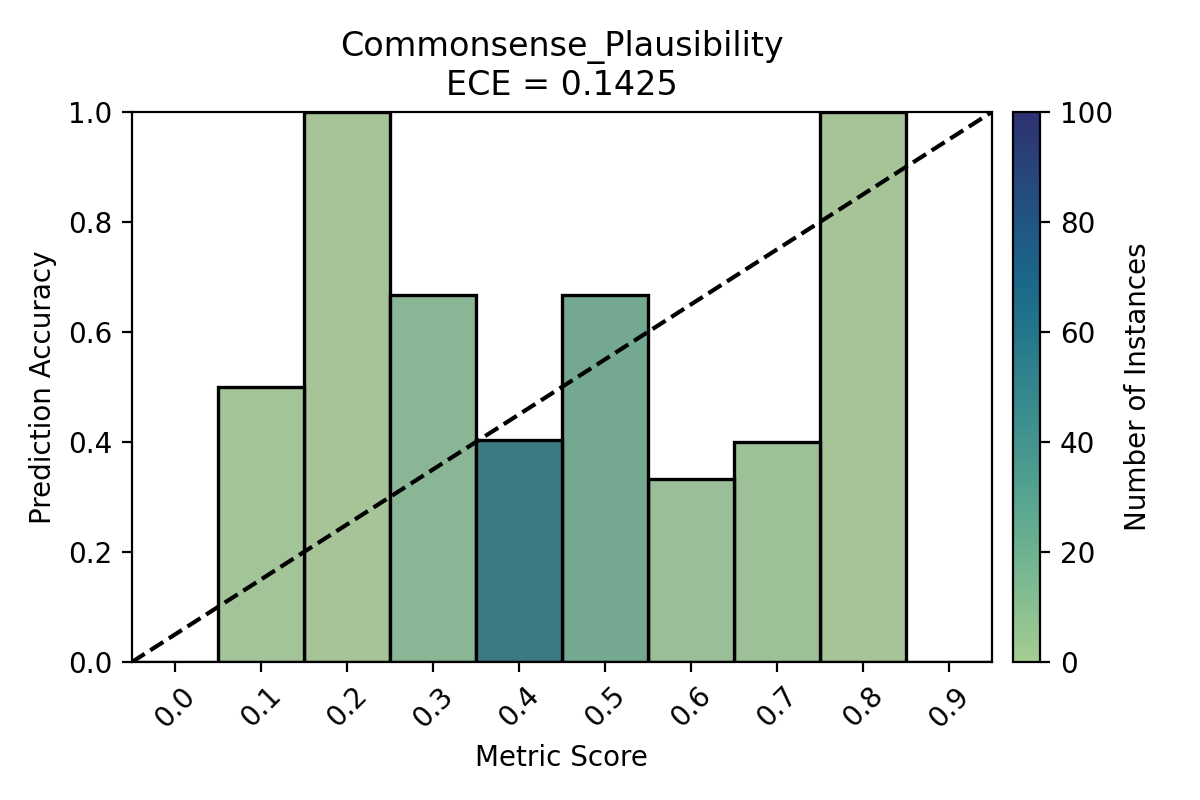 Commonsense_Plausibility
ECE = 0.1425
1.0
0.8
0.6
0.4
0.2
0.0
Prediction Accuracy
0.0 0.1 0.2 0.3 0.4 0.5 0.6 0.7 0.8 0.9
Metric Score
100
80
60
40
20
0
Number of Instances